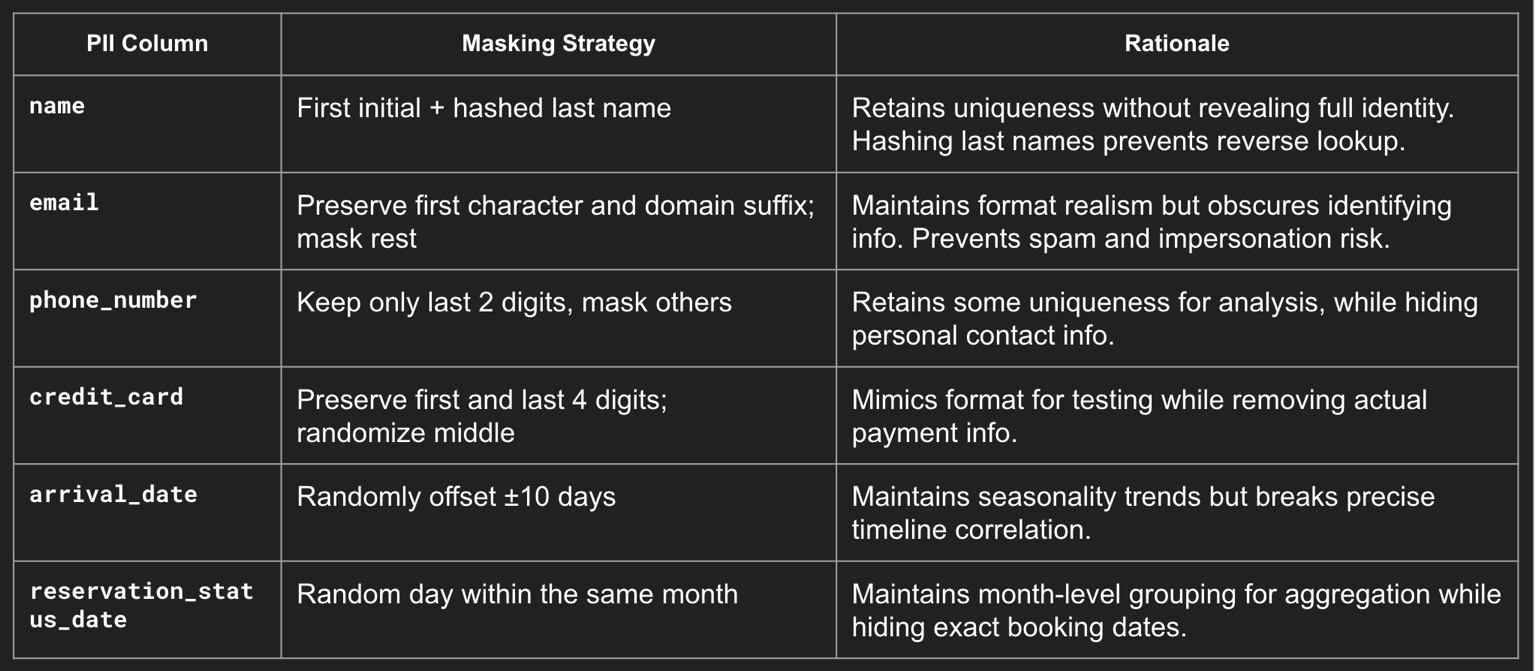 PII Column
Masking Strategy
Rationale
name
First initial + hashed last name
Retains uniqueness without revealing full identity.
Hashing last names prevents reverse lookup.
email
Preserve first character and domain suffix;
mask rest
Maintains format realism but obscures identifying
info. Prevents spam and impersonation risk.
phone_number
Keep only last 2 digits, mask others
Retains some uniqueness for analysis, while hiding
personal contact info.
credit_card
Preserve first and last 4 digits;
randomize middle
Mimics format for testing while removing actual
payment info.
arrival_date
Randomly offset ±10 days
Maintains seasonality trends but breaks precise
timeline correlation.
reservation_stat
us_date
Random day within the same month
Maintains month-level grouping for aggregation while
hiding exact booking dates.